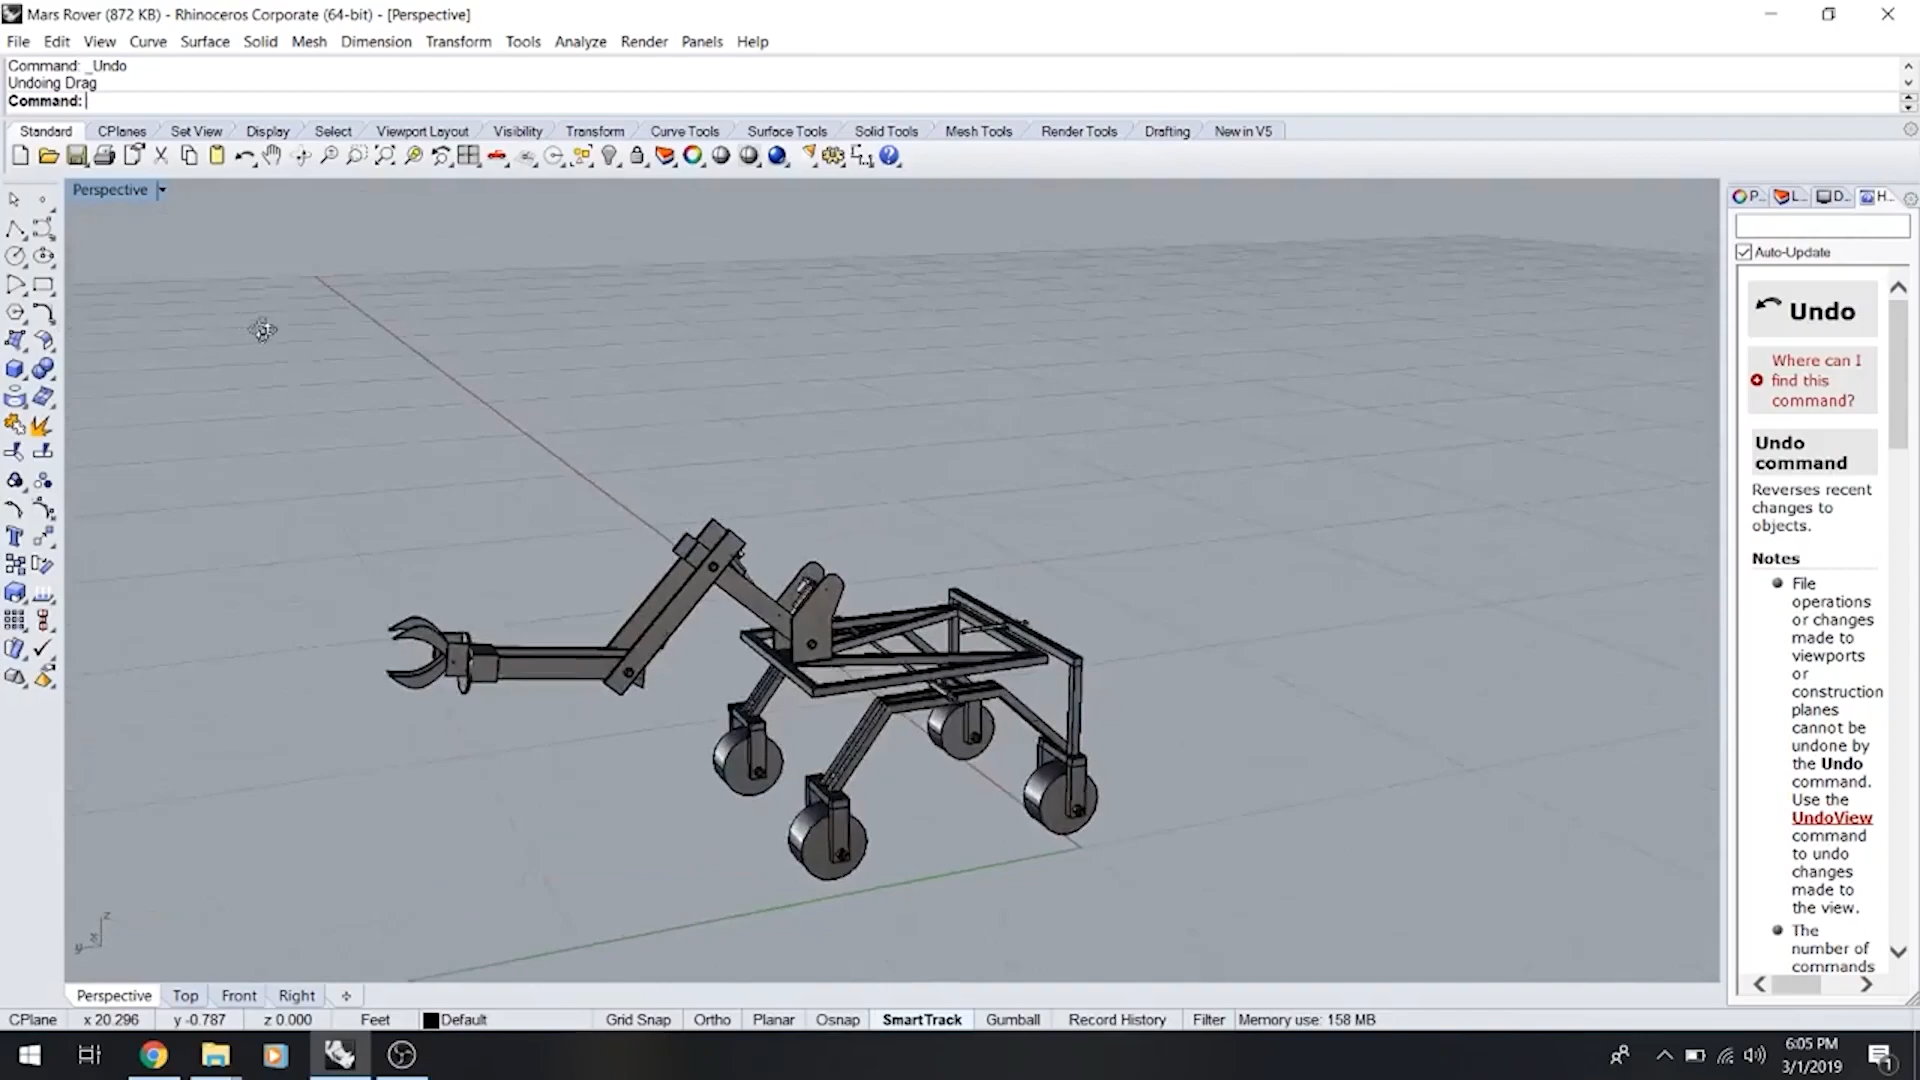 Mars Rover (872 KB) - Rhinoceros Corporate (64-bit) - [Perspective]
File Edit View Curve Surface Solid Mesh Dimension Transform Tools Analyze Render Panels Help
Command: _Undo
Undoing Drag
Command:
Standard CPlanes Set View Display Select Viewport Layout Visibility Transform Curve Tools Surface Tools Solid Tools Mesh Tools Render Tools Drafting New in V5
Perspective
P... L... D... H...
Auto-Update
Undo
Where can I
find this
command?
Undo
command
Reverses recent
changes to
objects.
Notes
File
operations
or changes
made to
viewports
or
construction
planes
cannot be
undone by
the Undo
command.
Use the
UndoView
command
to undo
changes
made to
the view.
The
number of
commands
z
y x
Perspective Top Front Right
CPlane x 20.296 y -0.787 z 0.000 Feet Default Grid Snap Ortho Planar Osnap SmartTrack Gumball Record History Filter Memory use: 158 MB
6:05 PM
3/1/2019
1